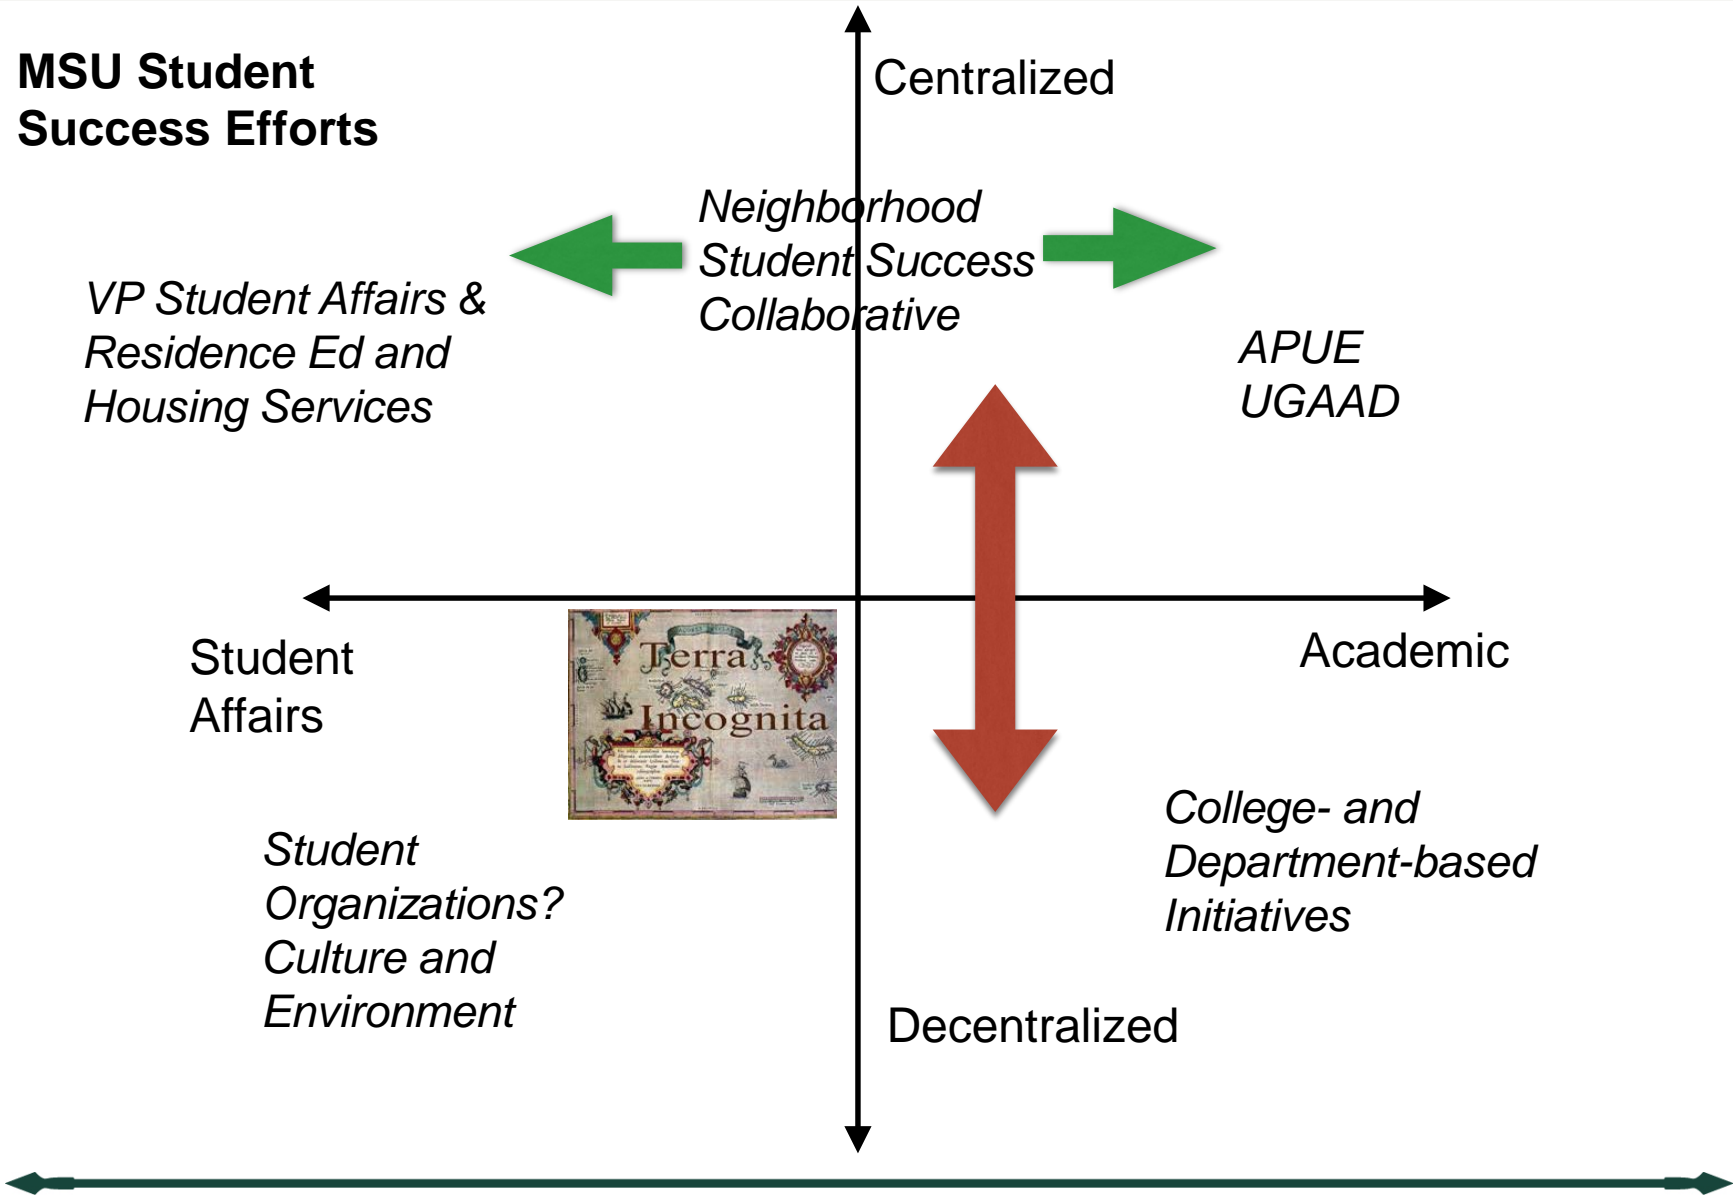 MSU Student
Success Efforts
Centralized
Neighborhood
Student Success
Collaborative
VP Student Affairs &
Residence Ed and
Housing Services
APUE
UGAAD
Student
Affairs
Academic
Terra
Incognita
Student
Organizations?
Culture and
Environment
College- and
Department-based
Initiatives
Decentralized